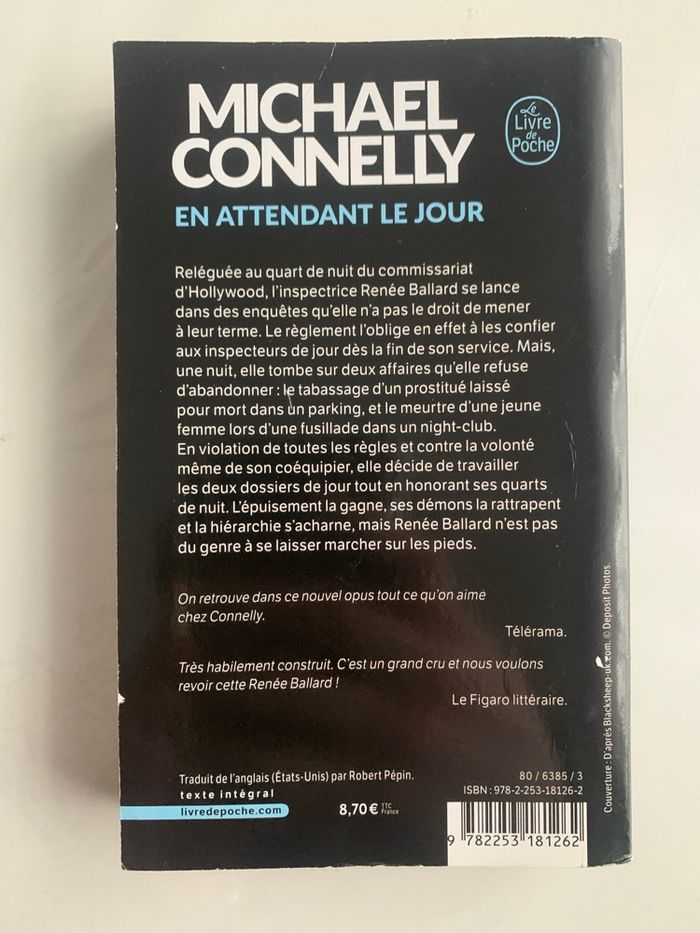 MICHAEL
CONNELLY
Le
Livre
de
Poche
EN ATTENDANT LE JOUR
Reléguée au quart de nuit du commissariat
d'Hollywood, l'inspectrice Renée Ballard se lance
dans des enquêtes qu'elle n'a pas le droit de mener
à leur terme. Le règlement l'oblige en effet à les confier
aux inspecteurs de jour dès la fin de son service. Mais,
une nuit, elle tombe sur deux affaires qu'elle refuse
d'abandonner : le tabassage d'un prostitué laissé
pour mort dans un parking, et le meurtre d'une jeune
femme lors d'une fusillade dans un night-club.
En violation de toutes les règles et contre la volonté
même de son coéquipier, elle décide de travailler
les deux dossiers de jour tout en honorant ses quarts
de nuit. L'épuisement la gagne, ses démons la rattrapent
et la hiérarchie s'acharne, mais Renée Ballard n'est pas
du genre à se laisser marcher sur les pieds.
On retrouve dans ce nouvel opus tout ce qu'on aime
chez Connelly.
Télérama.
Très habilement construit. C'est un grand cru et nous voulons
revoir cette Renée Ballard !
Le Figaro littéraire.
Traduit de l'anglais (États-Unis) par Robert Pépin.
texte intégral
livredepoche.com
8,70 € TTC
France
80 / 6385 / 3
ISBN : 978-2-253-18126-2
9 782253 181262
Couverture : D'après Blacksheep-uk.com. © Deposit Photos.